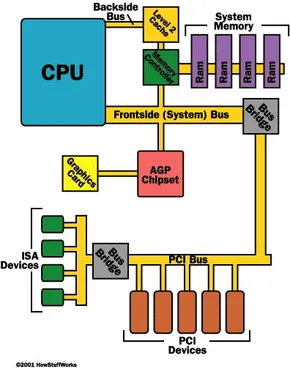 Backside
Bus
Level 2
Cache
System
Memory
CPU
Memory
Controller
Ram
Ram
Ram
Ram
Frontside (System) Bus
Bus
Bridge
Graphics
Card
AGP
Chipset
ISA
Devices
Bus
Bridge
PCI Bus
PCI
Devices
©2001 HowStuffWorks